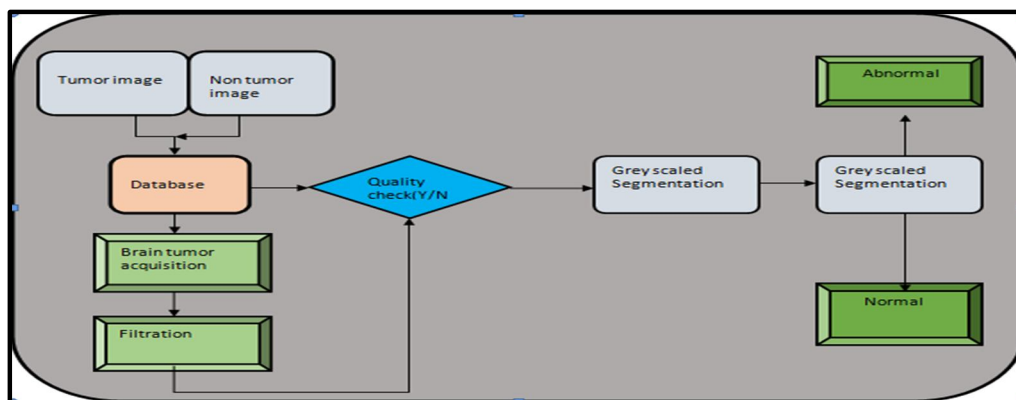 Tumor image
Non tumor
image
Abnormal
Database
Quality
check(Y/N
Grey scaled
Segmentation
Grey scaled
Segmentation
Brain tumor
acquisition
Filtration
Normal